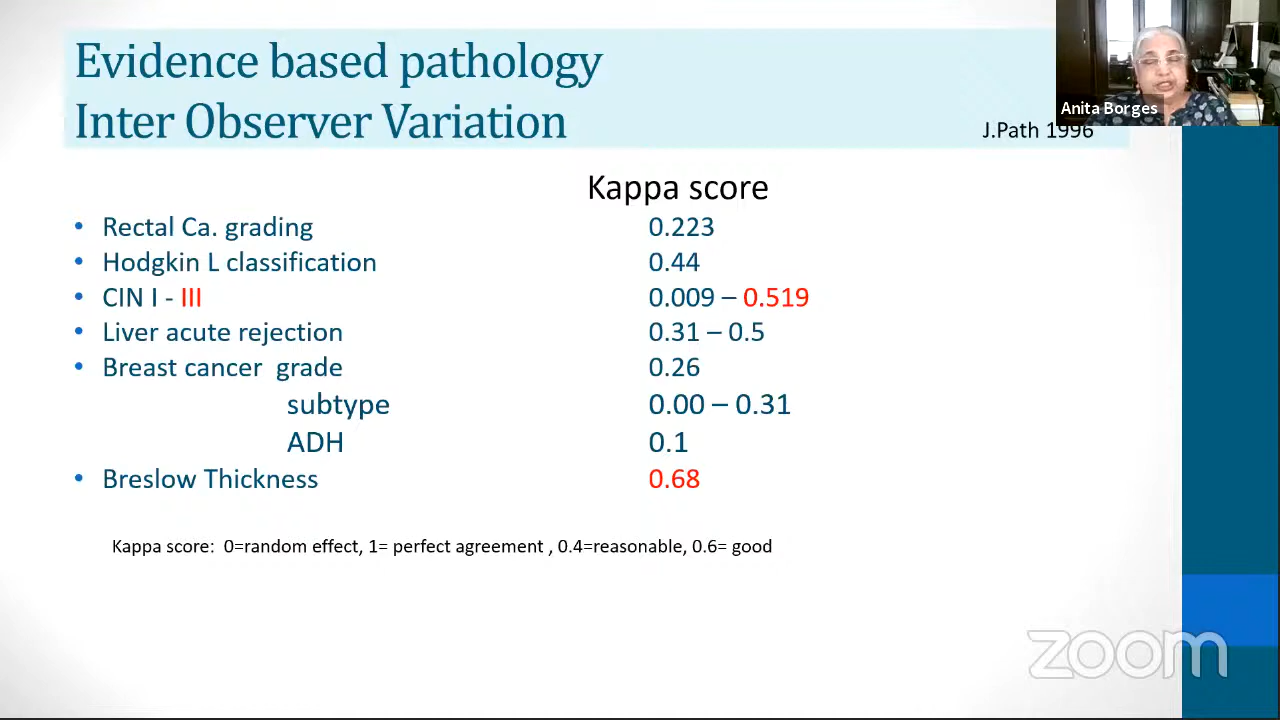 Evidence based pathology
Inter Observer Variation
J.Path 1996
Anita Borges
Kappa score
• Rectal Ca. grading 0.223
• Hodgkin L classification 0.44
• CIN I - III 0.009 – 0.519
• Liver acute rejection 0.31 – 0.5
• Breast cancer grade 0.26
subtype 0.00 – 0.31
ADH 0.1
• Breslow Thickness 0.68
Kappa score: 0=random effect, 1= perfect agreement , 0.4=reasonable, 0.6= good
zoom